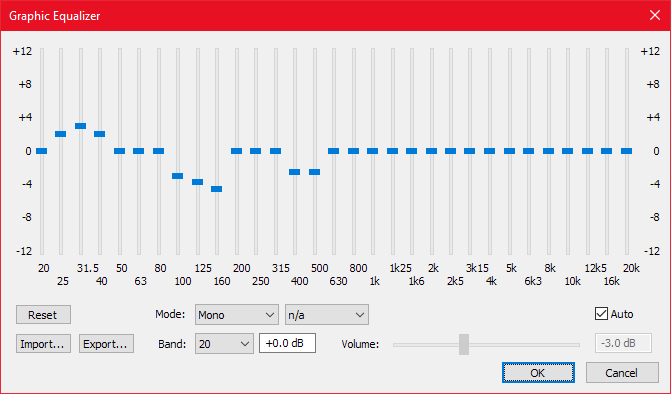 Graphic Equalizer
+12 +12
+8 +8
+4 +4
0 0
-4 -4
-8 -8
-12 -12
20 31.5 50 80 125 200 315 500 800 1k25 2k 3k15 5k 8k 12k5 20k
25 40 63 100 160 250 400 630 1k 1k6 2k5 4k 6k3 10k 16k
Reset Mode: Mono n/a Auto
Import... Export... Band: 20 +0.0 dB Volume: -3.0 dB
OK Cancel